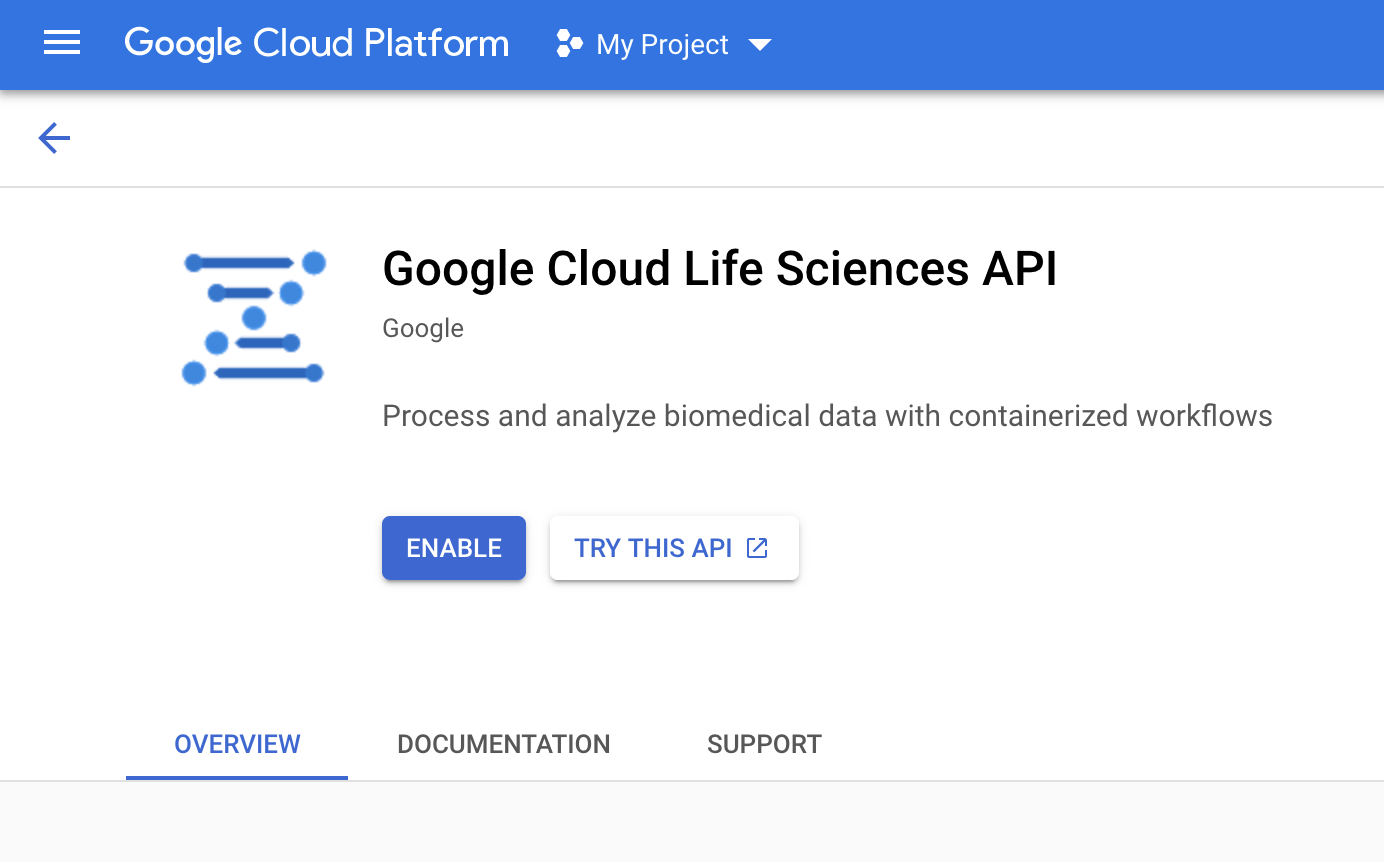 Google Cloud Platform My Project
Google Cloud Life Sciences API
Google
Process and analyze biomedical data with containerized workflows
ENABLE TRY THIS API
OVERVIEW DOCUMENTATION SUPPORT